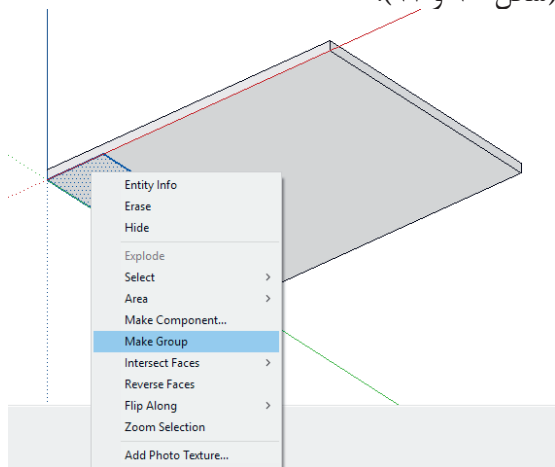 Entity Info
Erase
Hide
Explode
Select
Area
Make Component...
Make Group
Intersect Faces
Reverse Faces
Flip Along
Zoom Selection
Add Photo Texture...